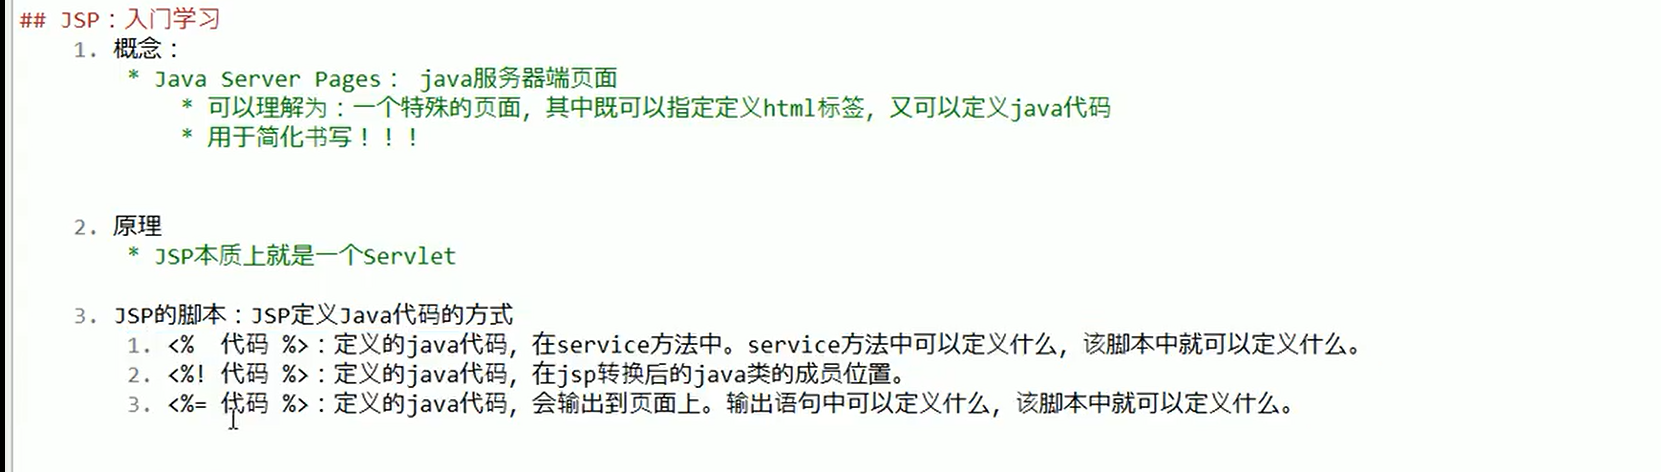 ## JSP：入门学习
1. 概念：
* Java Server Pages： java服务器端页面
* 可以理解为：一个特殊的页面，其中既可以指定定义html标签，又可以定义java代码
* 用于简化书写！！！
2. 原理
* JSP本质上就是一个Servlet
3. JSP的脚本：JSP定义Java代码的方式
1. <%  代码 %>：定义的java代码，在service方法中。service方法中可以定义什么，该脚本中就可以定义什么。
2. <%! 代码 %>：定义的java代码，在jsp转换后的java类的成员位置。
3. <%= 代码 %>：定义的java代码，会输出到页面上。输出语句中可以定义什么，该脚本中就可以定义什么。